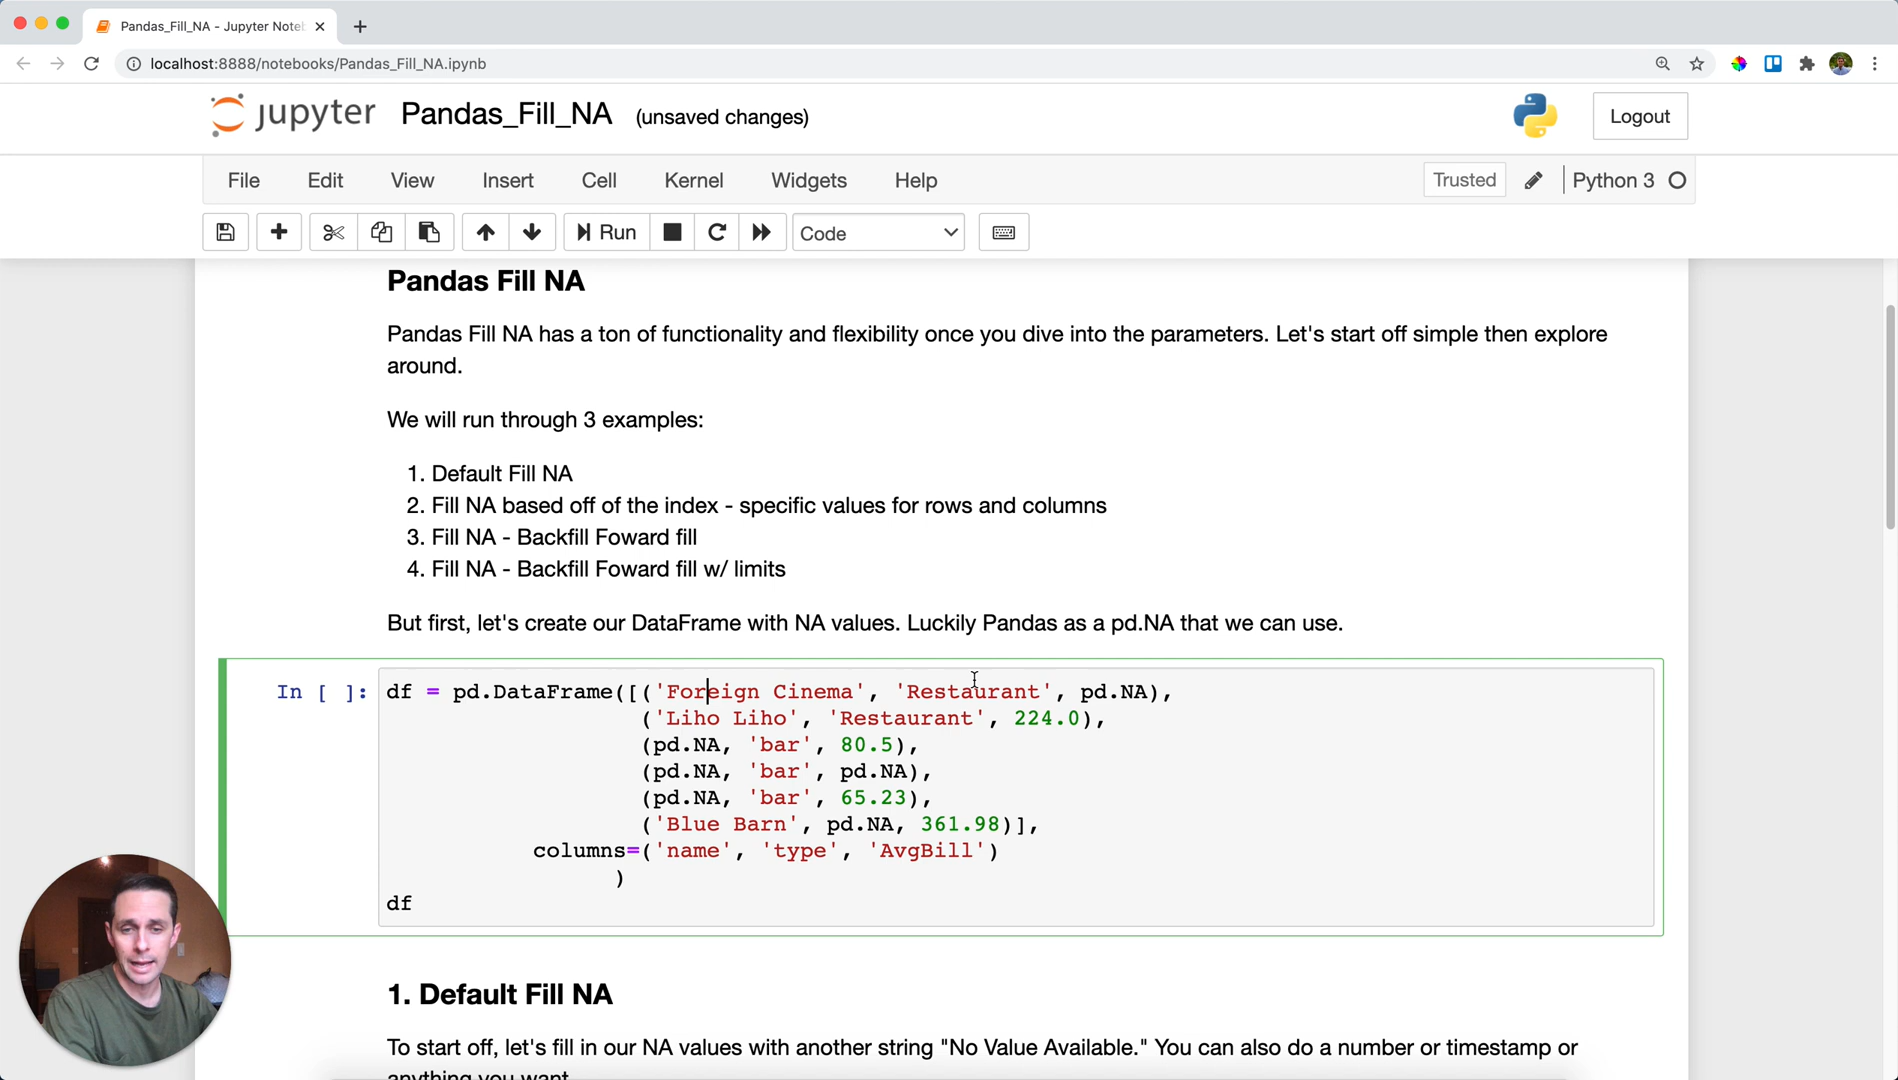 Pandas_Fill_NA - Jupyter Noteb
localhost:8888/notebooks/Pandas_Fill_NA.ipynb
jupyter Pandas_Fill_NA (unsaved changes)
Logout
File Edit View Insert Cell Kernel Widgets Help
Trusted Python 3
Run Code
Pandas Fill NA
Pandas Fill NA has a ton of functionality and flexibility once you dive into the parameters. Let's start off simple then explore
around.
We will run through 3 examples:
1. Default Fill NA
2. Fill NA based off of the index - specific values for rows and columns
3. Fill NA - Backfill Foward fill
4. Fill NA - Backfill Foward fill w/ limits
But first, let's create our DataFrame with NA values. Luckily Pandas as a pd.NA that we can use.
In [ ]: df = pd.DataFrame([('Foreign Cinema', 'Restaurant', pd.NA),
('Liho Liho', 'Restaurant', 224.0),
(pd.NA, 'bar', 80.5),
(pd.NA, 'bar', pd.NA),
(pd.NA, 'bar', 65.23),
('Blue Barn', pd.NA, 361.98)],
columns=('name', 'type', 'AvgBill')
)
df
1. Default Fill NA
To start off, let's fill in our NA values with another string "No Value Available." You can also do a number or timestamp or
anything you want